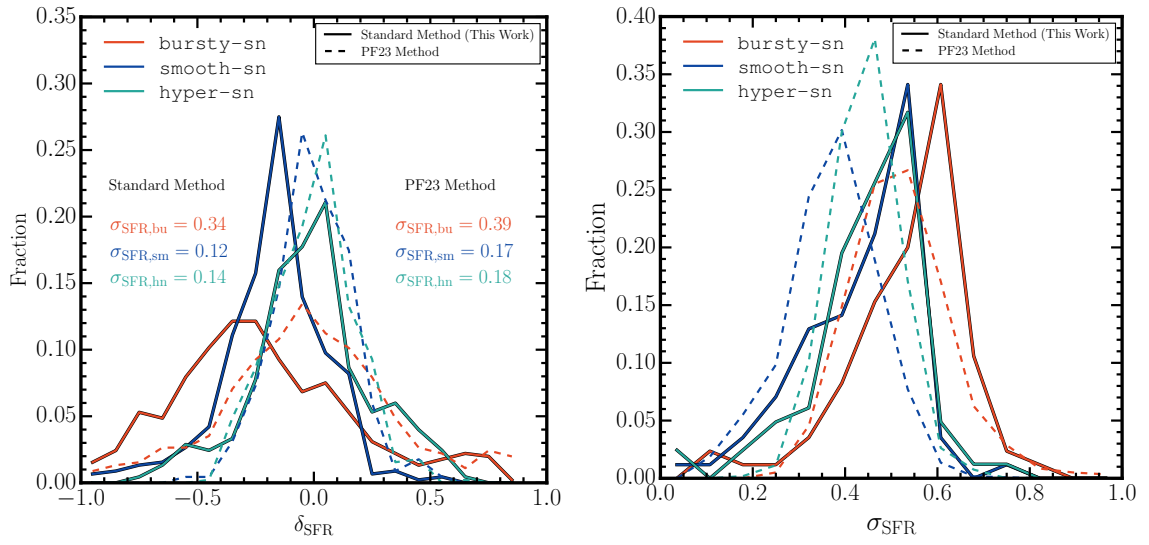 0.35
0.30
0.25
0.20
0.15
0.10
0.05
0.00
Fraction
bursty-sn
smooth-sn
hyper-sn
Standard Method (This Work)
PF23 Method
Standard Method
σSFR,bu = 0.34
σSFR,sm = 0.12
σSFR,hn = 0.14
PF23 Method
σSFR,bu = 0.39
σSFR,sm = 0.17
σSFR,hn = 0.18
−1.0 −0.5 0.0 0.5 1.0
δSFR
0.40
0.35
0.30
0.25
0.20
0.15
0.10
0.05
0.00
Fraction
bursty-sn
smooth-sn
hyper-sn
Standard Method (This Work)
PF23 Method
0.0 0.2 0.4 0.6 0.8 1.0
σSFR